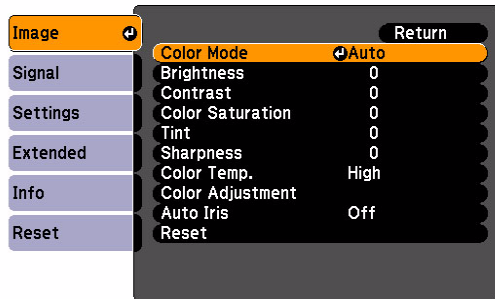 Image
Signal
Settings
Extended
Info
Reset
Return
Color Mode Auto
Brightness 0
Contrast 0
Color Saturation 0
Tint 0
Sharpness 0
Color Temp. High
Color Adjustment
Auto Iris Off
Reset